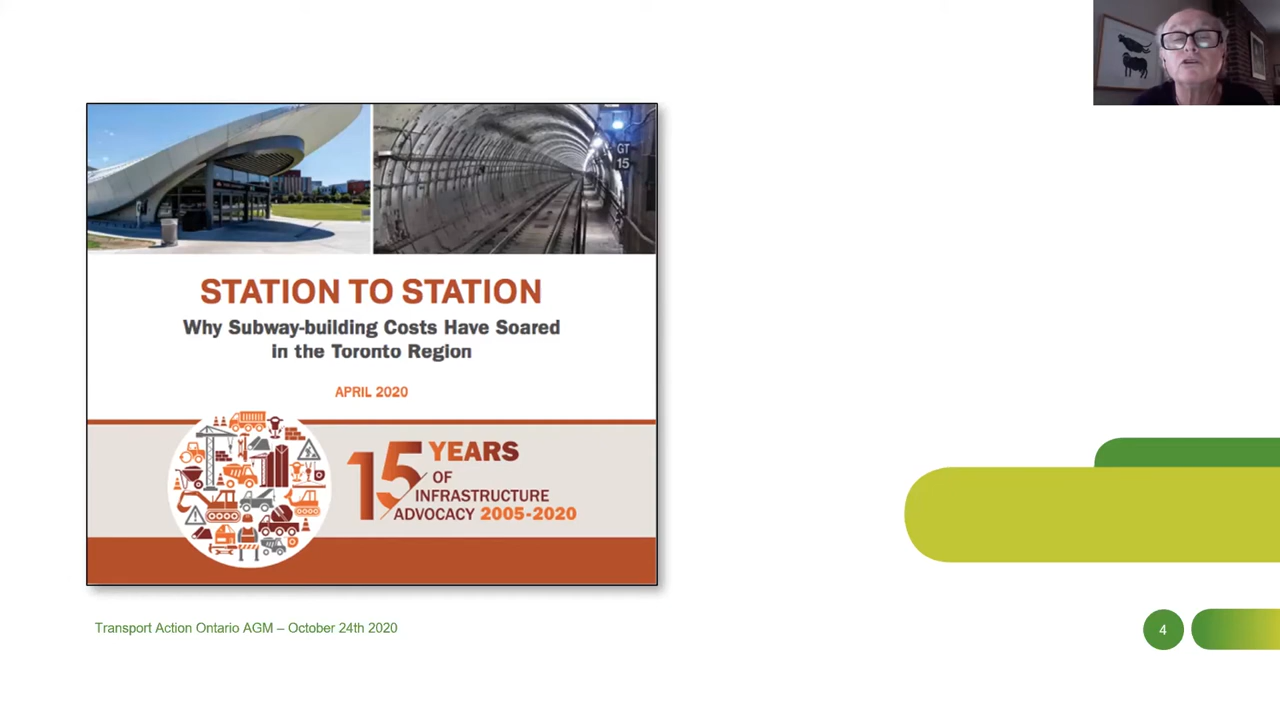 GT
15
STATION TO STATION
Why Subway-building Costs Have Soared
in the Toronto Region
APRIL 2020
15 YEARS
OF
INFRASTRUCTURE
ADVOCACY 2005-2020
Transport Action Ontario AGM – October 24th 2020
4